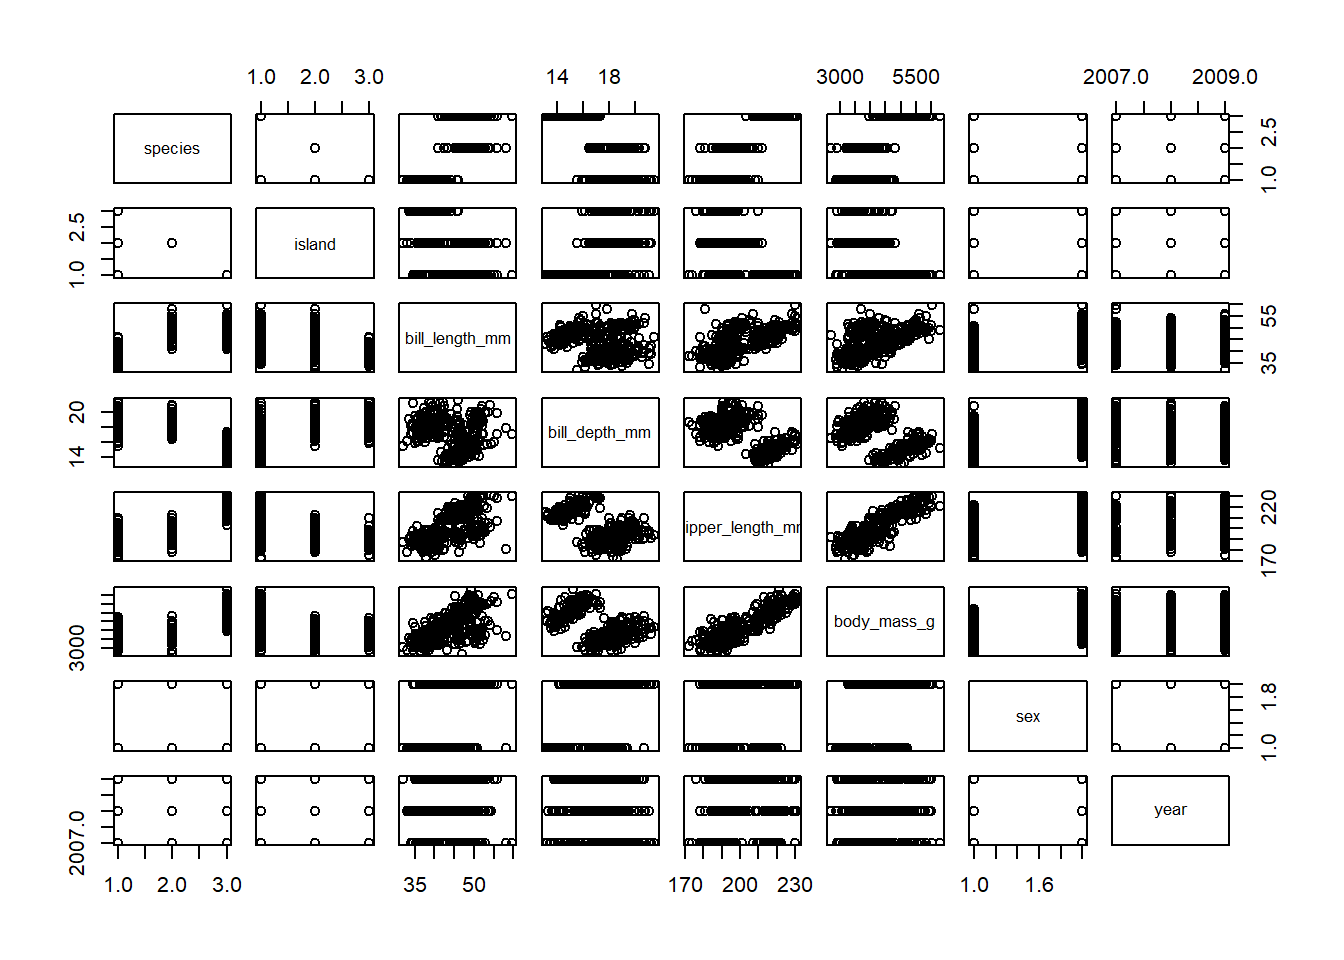 1.0 2.0 3.0 14 18 3000 5500 2007.0 2009.0
species 1.0 2.5
1.0 2.5 island
bill_length_mm 35 55
14 20 bill_depth_mm
ipper_length_mr 170 220
3000 body_mass_g
sex 1.0 1.8
2007.0 year
1.0 2.0 3.0 35 50 170 200 230 1.0 1.6